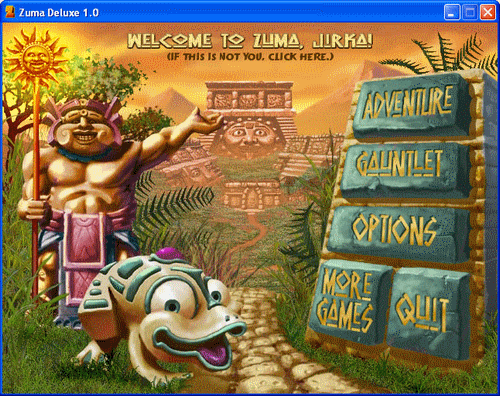 Zuma Deluxe 1.0
WELCOME TO ZUMA, JIRKA!
(IF THIS IS NOT YOU, CLICK HERE.)
ADVENTURE
GAUNTLET
OPTIONS
MORE
GAMES
QUIT